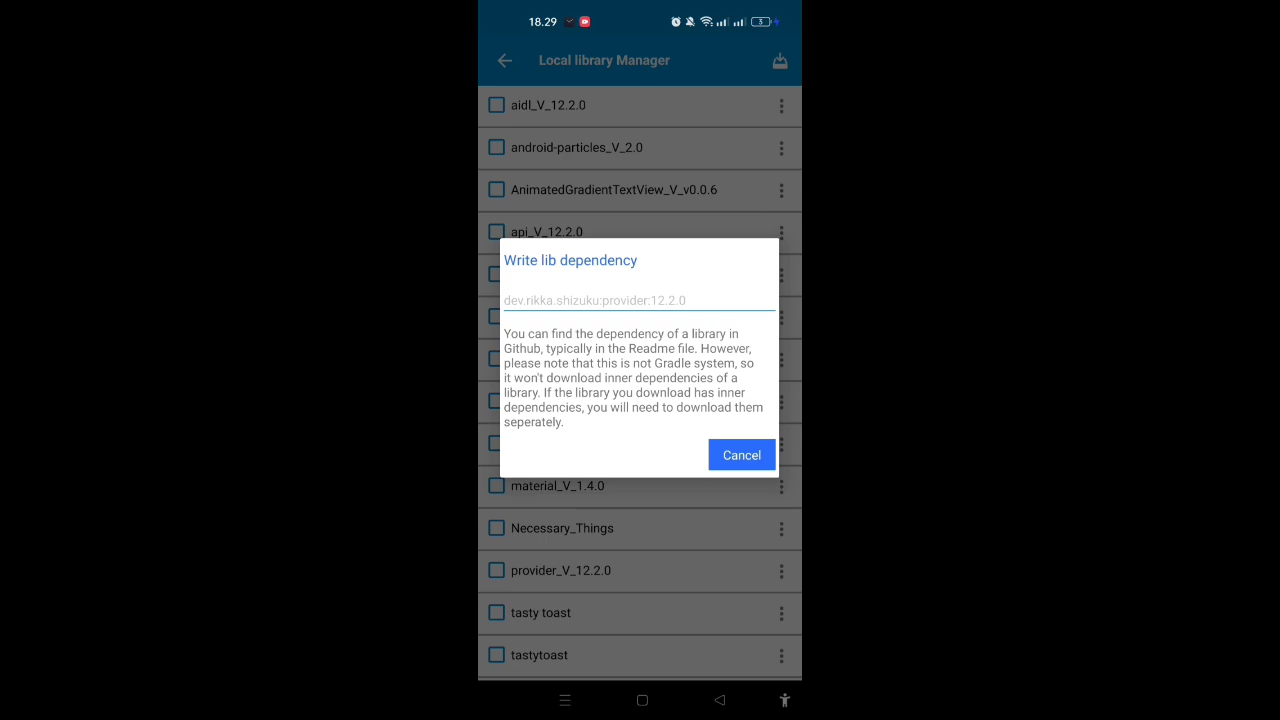 18.29
3
Local library Manager
aidl_V_12.2.0
android-particles_V_2.0
AnimatedGradientTextView_V_v0.0.6
api_V_12.2.0
Write lib dependency
dev.rikka.shizuku:provider:12.2.0
You can find the dependency of a library in
Github, typically in the Readme file. However,
please note that this is not Gradle system, so
it won't download inner dependencies of a
library. If the library you download has inner
dependencies, you will need to download them
seperately.
Cancel
material_V_1.4.0
Necessary_Things
provider_V_12.2.0
tasty toast
tastytoast